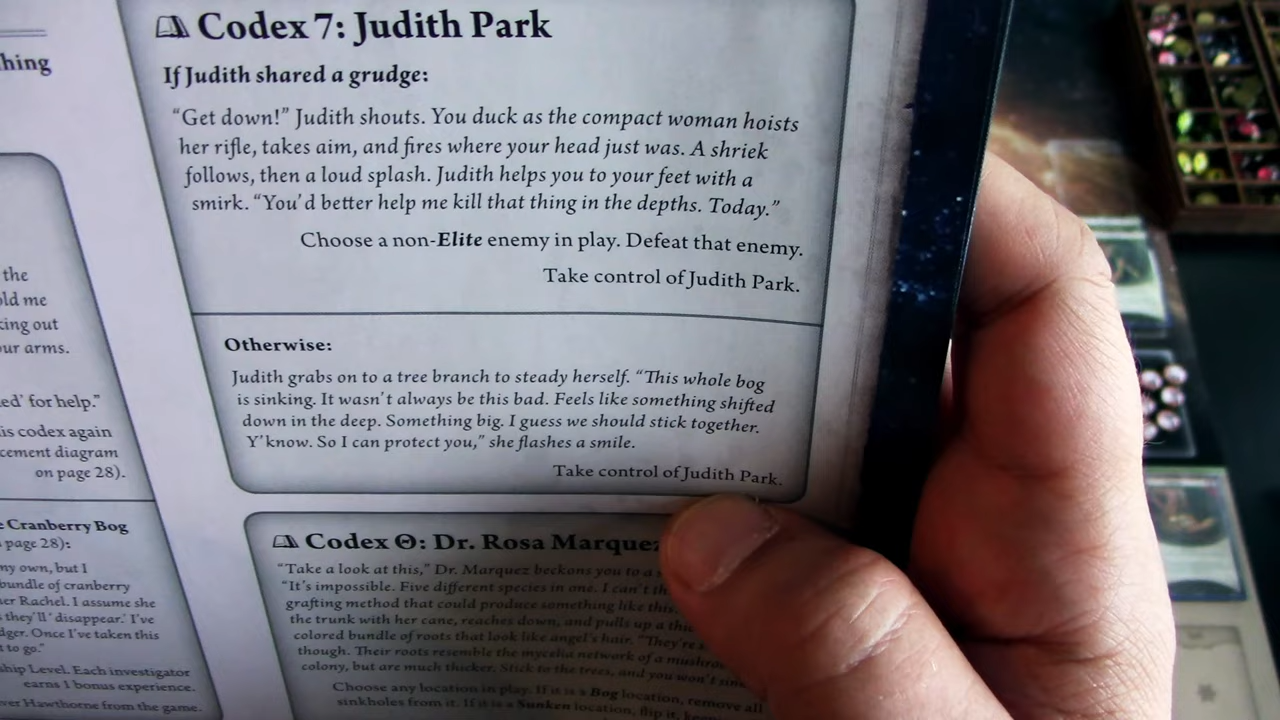 hing
the
old me
king out
our arms.
ed' for help."
is codex again
cement diagram
on page 28).
e Cranberry Bog
page 28):
my own, but I
bundle of cranberry
er Rachel. I assume she
they'll 'disappear.' I've
dger. Once I've taken this
t to go."
ship Level. Each investigator
earns 1 bonus experience.
ver Hawthorne from the game.
Codex 7: Judith Park
If Judith shared a grudge:
“Get down!” Judith shouts. You duck as the compact woman hoists
her rifle, takes aim, and fires where your head just was. A shriek
follows, then a loud splash. Judith helps you to your feet with a
smirk. “You’d better help me kill that thing in the depths. Today.”
Choose a non-Elite enemy in play. Defeat that enemy.
Take control of Judith Park.
Otherwise:
Judith grabs on to a tree branch to steady herself. “This whole bog
is sinking. It wasn’t always be this bad. Feels like something shifted
down in the deep. Something big. I guess we should stick together.
Y’know. So I can protect you,” she flashes a smile.
Take control of Judith Park.
Codex Θ: Dr. Rosa Marquez
“Take a look at this,” Dr. Marquez beckons you to a
“It’s impossible. Five different species in one. I can’t
grafting method that could produce something like this
the trunk with her cane, reaches down, and pulls up a
colored bundle of roots that look like angel’s hair. “They’re
though. Their roots resemble the mycelia network of a
colony, but are much thicker. Stick to the trees, and you won’t
Choose any location in play. If it is a Bog location, remove all
sinkholes from it. If it is a Sunken location, flip it,